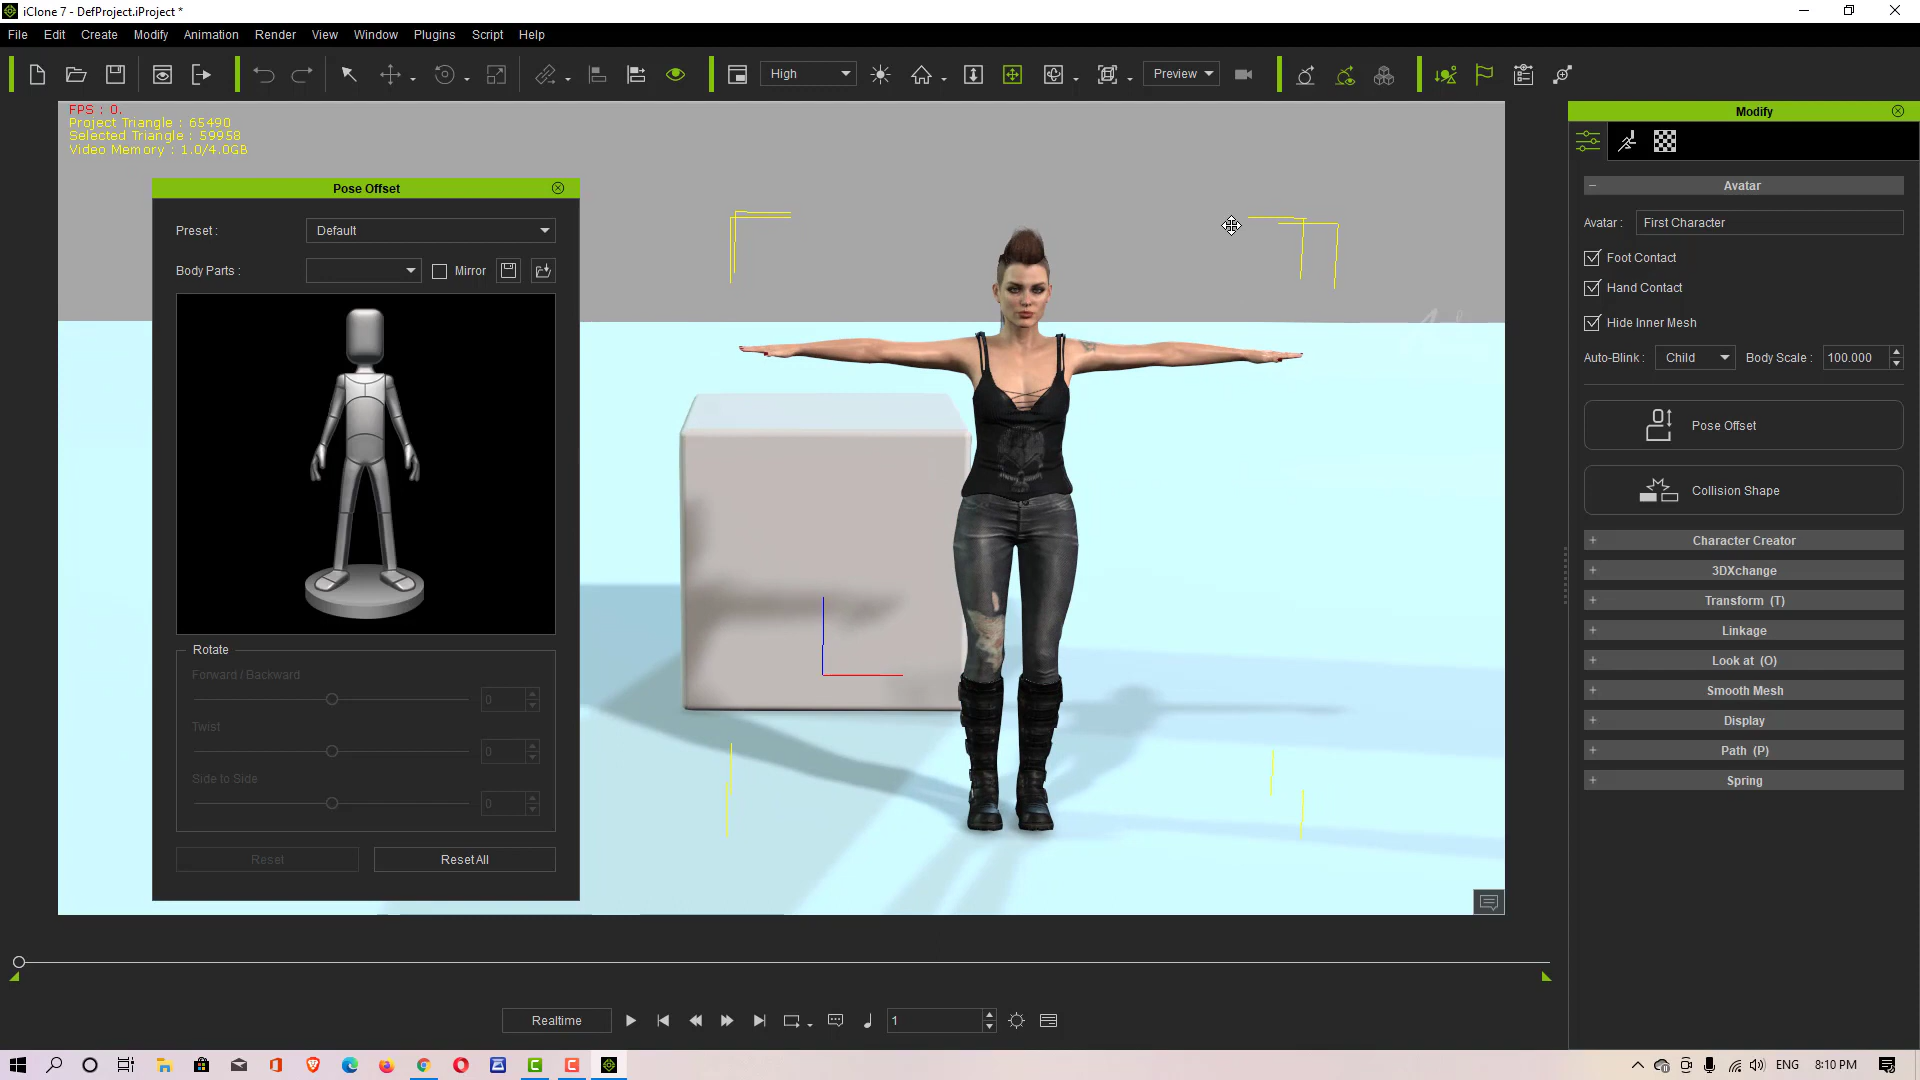 iClone 7 - DefProject.iProject *
File Edit Create Modify Animation Render View Window Plugins Script Help
High Preview
FPS : 0.
Project Triangle : 65490
Selected Triangle : 59958
Video Memory : 1.0/4.0GB
Pose Offset
Preset : Default
Body Parts : Mirror
Rotate
Forward / Backward
0
Twist
0
Side to Side
0
Reset Reset All
Modify
Avatar
Avatar : First Character
Foot Contact
Hand Contact
Hide Inner Mesh
Auto-Blink : Child Body Scale : 100.000
Pose Offset
Collision Shape
Character Creator
3DXchange
Transform (T)
Linkage
Look at (O)
Smooth Mesh
Display
Path (P)
Spring
Realtime 1
ENG 8:10 PM